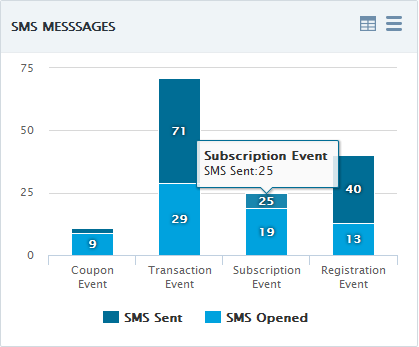 SMS MESSSAGES
75
50
25
0
71
29
9
Subscription Event
SMS Sent:25
25
19
40
13
Coupon
Event
Transaction
Event
Subscription
Event
Registration
Event
SMS Sent
SMS Opened